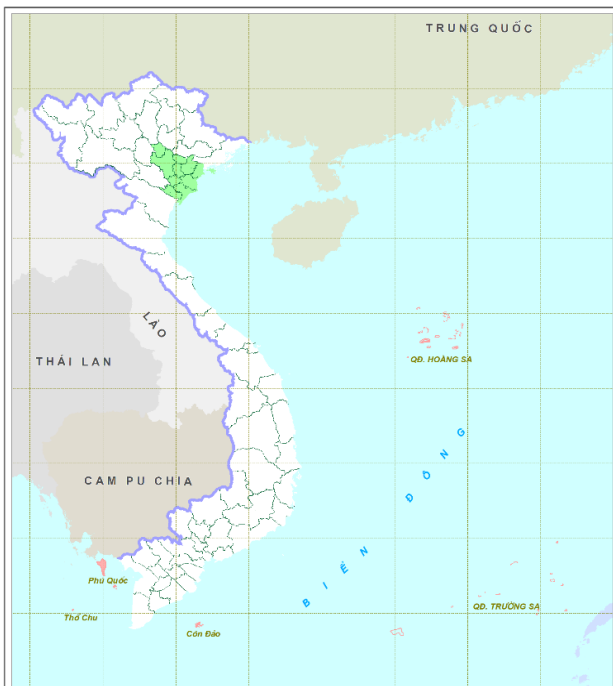 TRUNG QUỐC
LÀO
THÁI LAN
QĐ. HOÀNG SA
CAM PU CHIA
BIỂN ĐÔNG
Phú Quốc
Thổ Chu
Côn Đảo
QĐ. TRƯỜNG SA